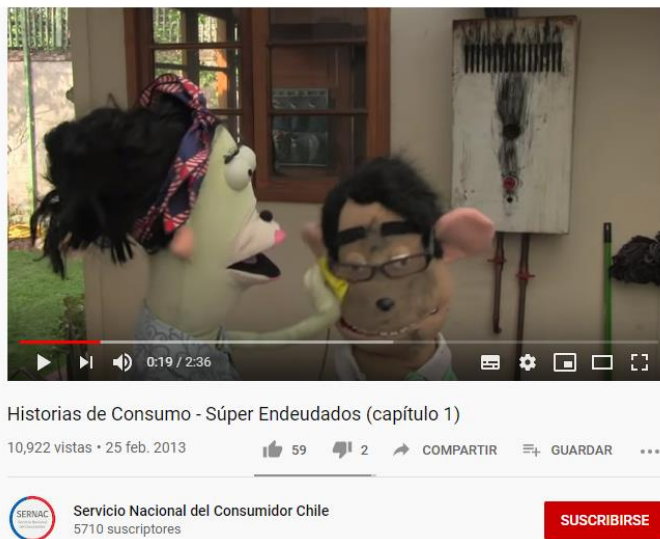 0:19 / 2:36
Historias de Consumo - Súper Endeudados (capítulo 1)
10,922 vistas • 25 feb. 2013 59 2 COMPARTIR GUARDAR
SERNAC
Servicio Nacional del Consumidor Chile
5710 suscriptores
SUSCRIBIRSE